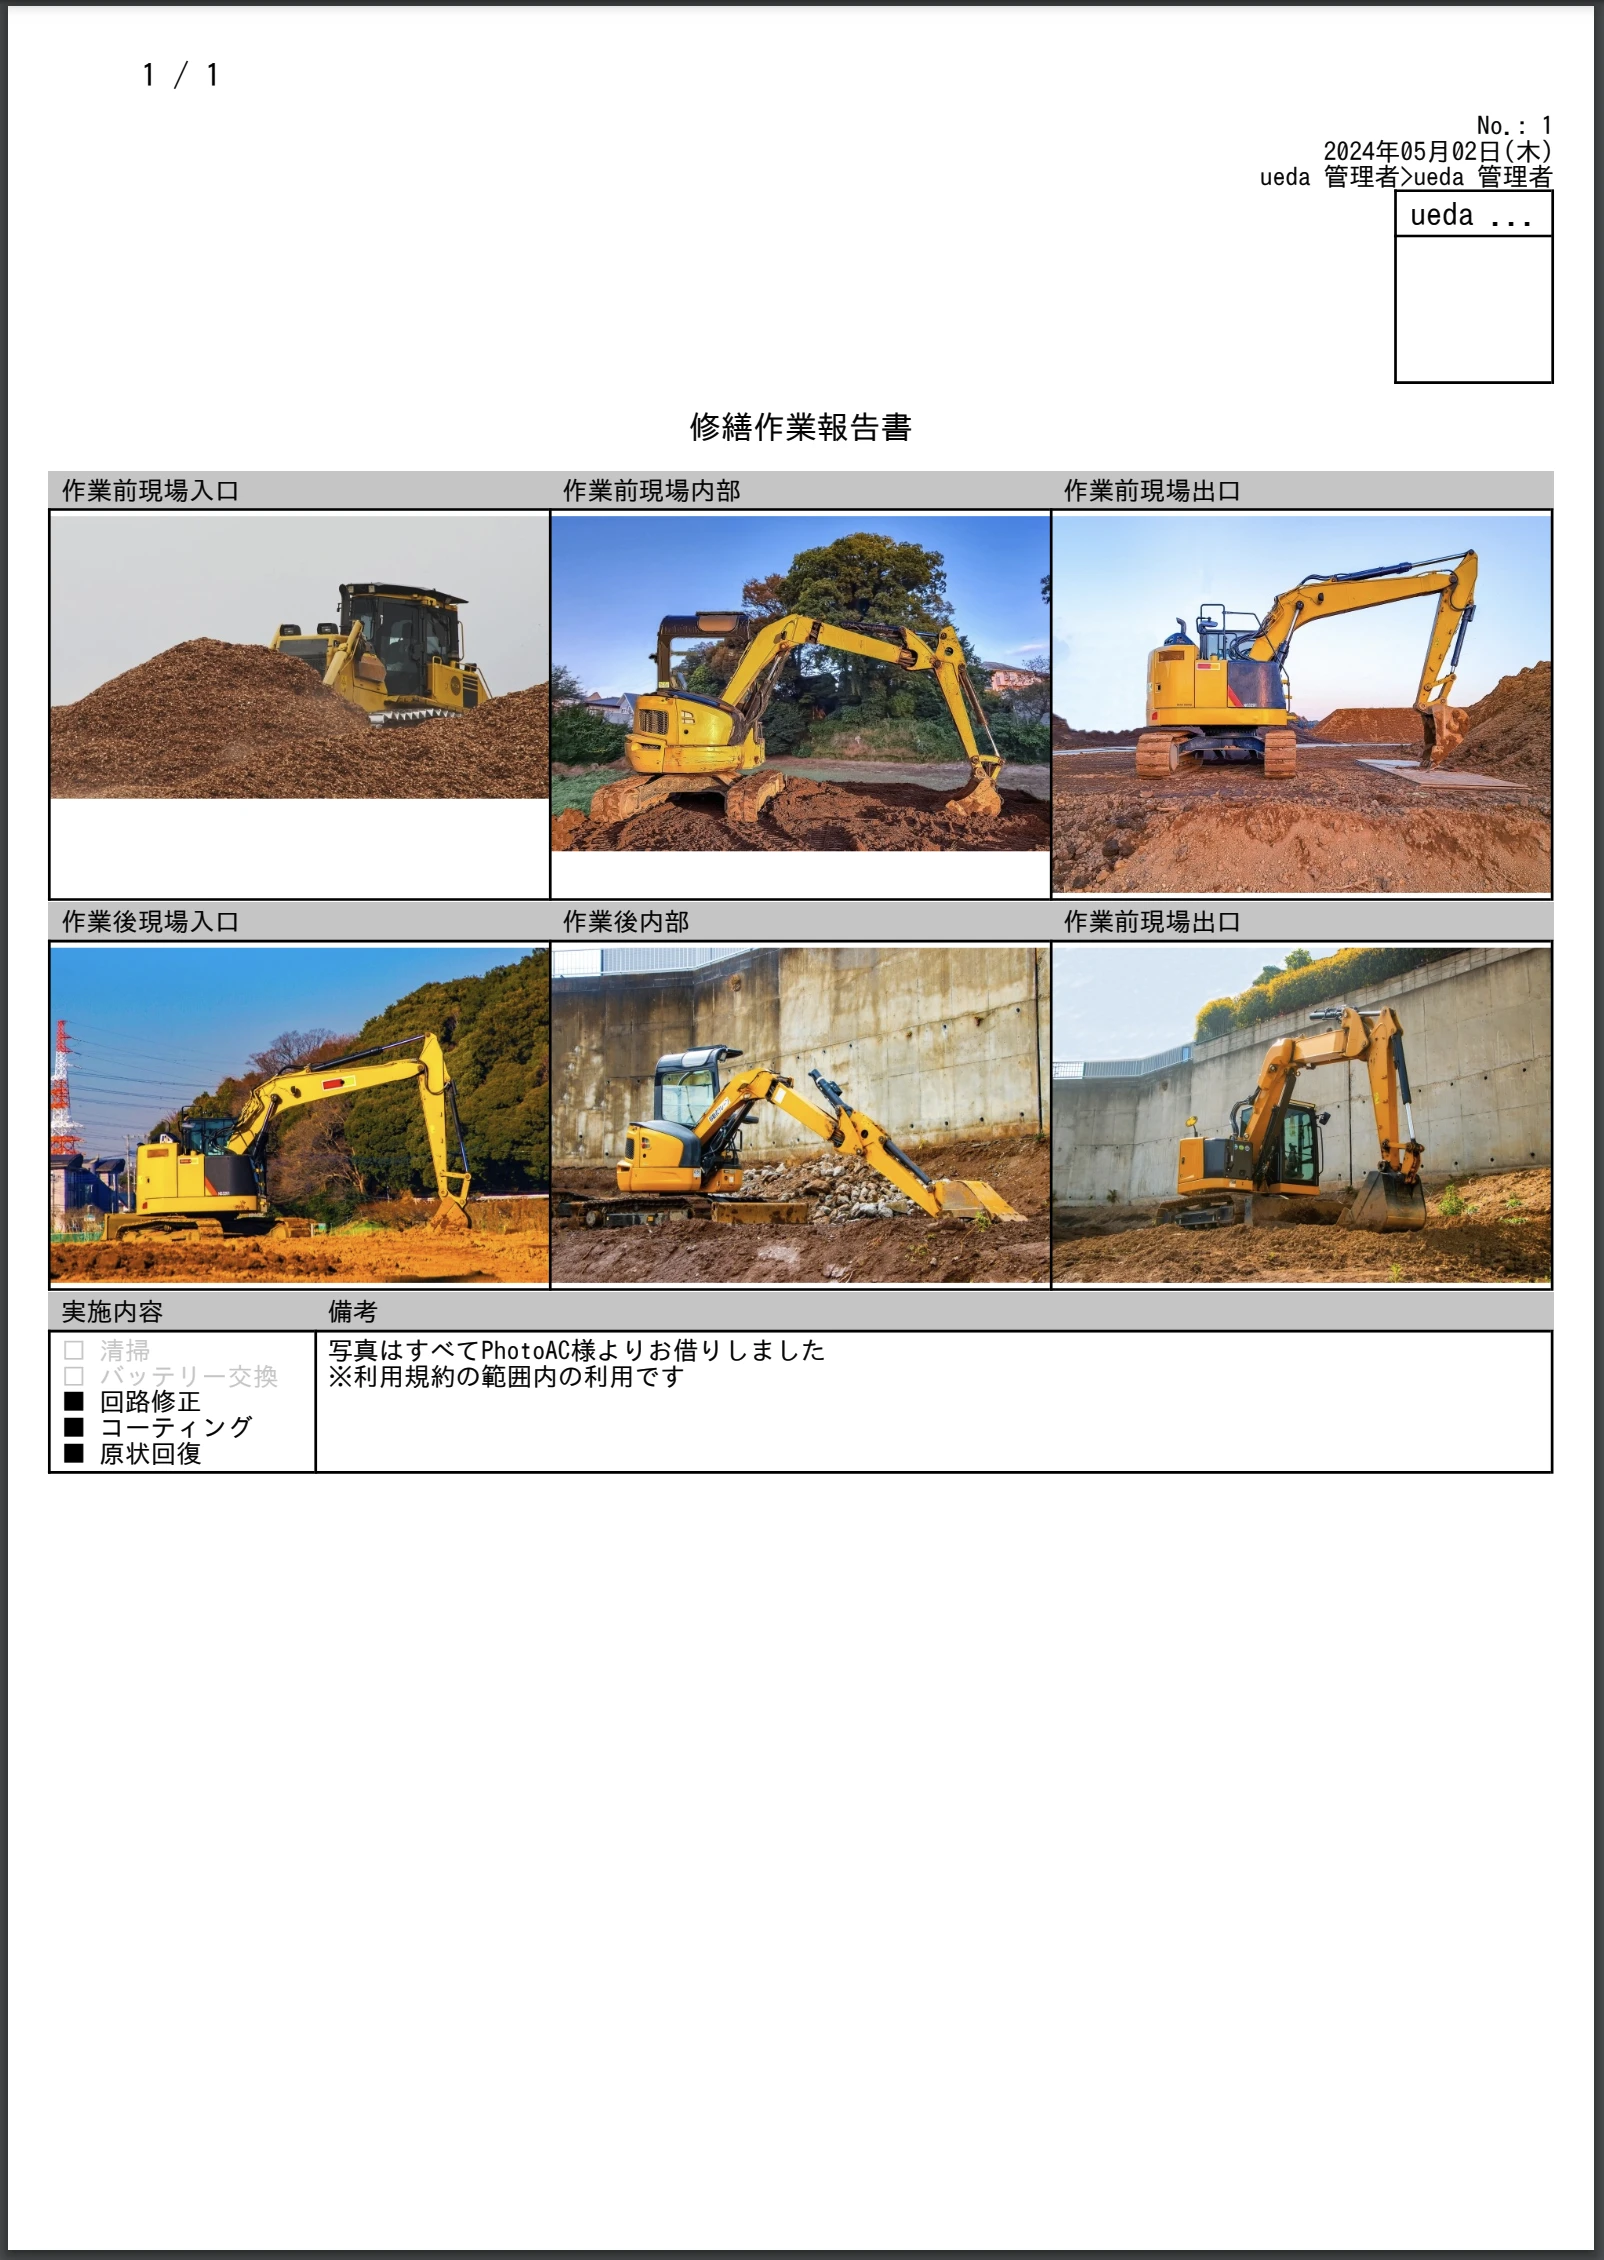 1 / 1
No.: 1
2024年05月02日(木)
ueda 管理者>ueda 管理者
ueda ...
修繕作業報告書
作業前現場入口 作業前現場内部 作業前現場出口
作業後現場入口 作業後内部 作業前現場出口
実施内容 備考
□ 清掃 写真はすべてPhotoAC様よりお借りしました
□ バッテリー交換 ※利用規約の範囲内の利用です
■ 回路修正
■ コーティング
■ 原状回復